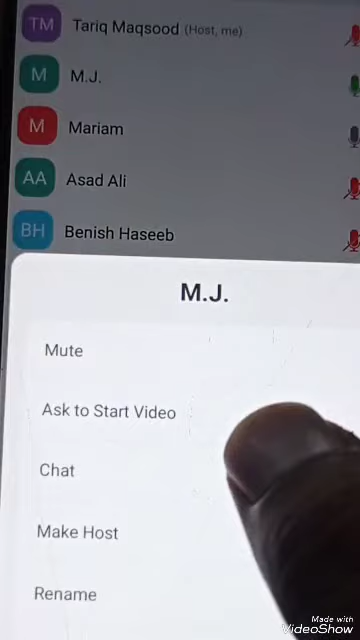 TM Tariq Maqsood (Host, me)
M M.J.
M Mariam
AA Asad Ali
BH Benish Haseeb
M.J.
Mute
Ask to Start Video
Chat
Make Host
Rename
Made with
VideoShow